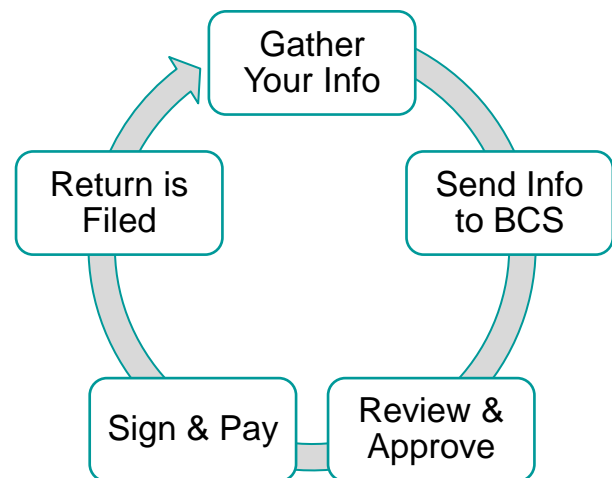 Gather
Your Info
Send Info
to BCS
Review &
Approve
Sign & Pay
Return is
Filed